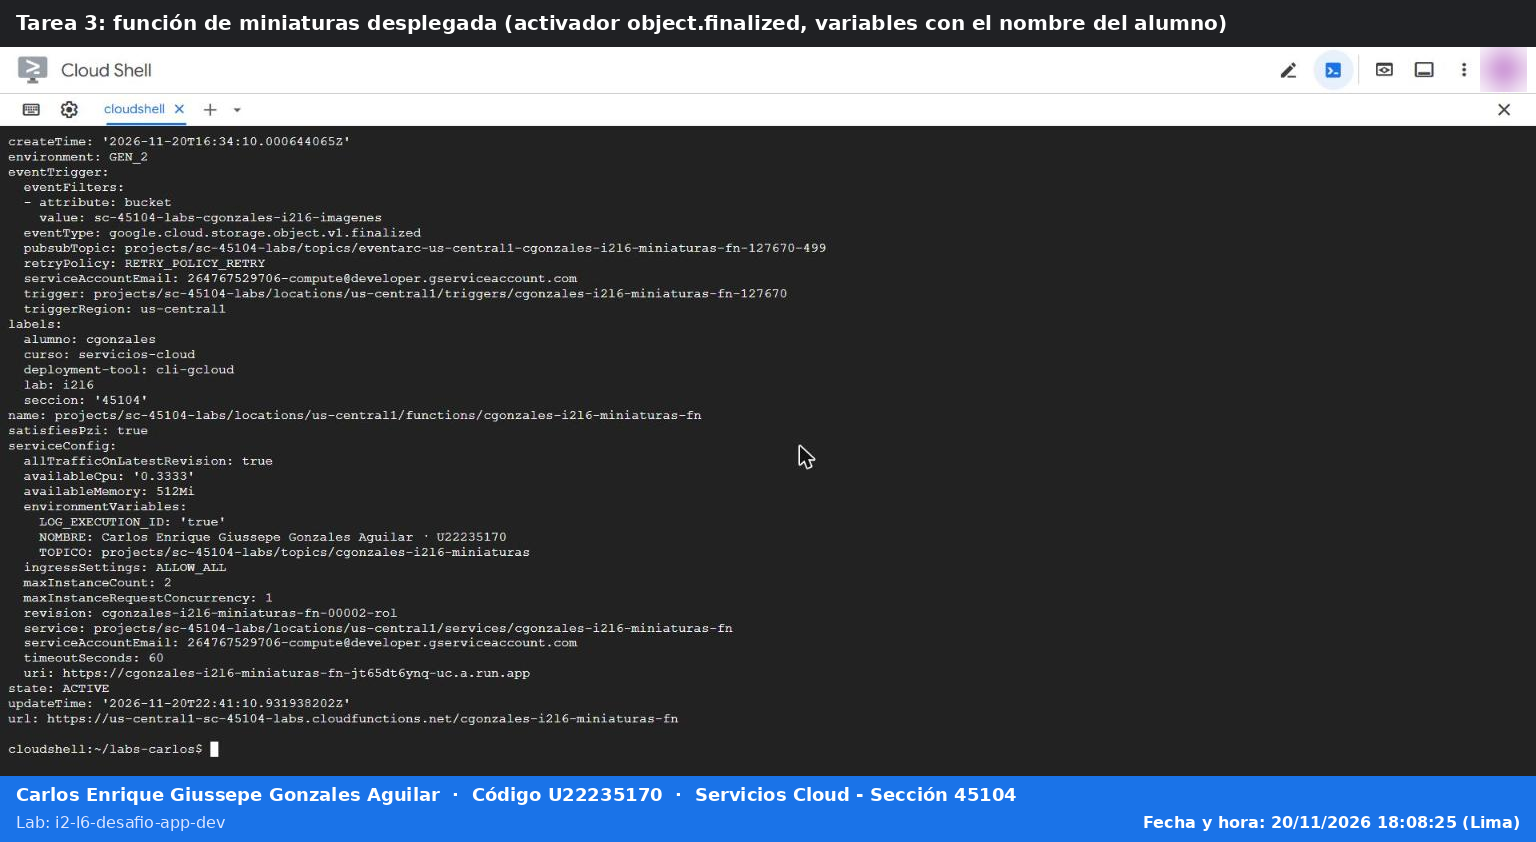 Tarea 3: función de miniaturas desplegada (activador object.finalized, variables con el nombre del alumno)
Cloud Shell
cloudshell
createTime: '2026-11-20T16:34:10.000644065Z'
environment: GEN_2
eventTrigger:
  eventFilters:
  - attribute: bucket
    value: sc-45104-labs-cgonzales-i2l6-imagenes
  eventType: google.cloud.storage.object.v1.finalized
  pubsubTopic: projects/sc-45104-labs/topics/eventarc-us-central1-cgonzales-i2l6-miniaturas-fn-127670-499
  retryPolicy: RETRY_POLICY_RETRY
  serviceAccountEmail: 264767529706-compute@developer.gserviceaccount.com
  trigger: projects/sc-45104-labs/locations/us-central1/triggers/cgonzales-i2l6-miniaturas-fn-127670
  triggerRegion: us-central1
labels:
  alumno: cgonzales
  curso: servicios-cloud
  deployment-tool: cli-gcloud
  lab: i2l6
  seccion: '45104'
name: projects/sc-45104-labs/locations/us-central1/functions/cgonzales-i2l6-miniaturas-fn
satisfiesPzi: true
serviceConfig:
  allTrafficOnLatestRevision: true
  availableCpu: '0.3333'
  availableMemory: 512Mi
  environmentVariables:
    LOG_EXECUTION_ID: 'true'
    NOMBRE: Carlos Enrique Giussepe Gonzales Aguilar · U22235170
    TOPICO: projects/sc-45104-labs/topics/cgonzales-i2l6-miniaturas
  ingressSettings: ALLOW_ALL
  maxInstanceCount: 2
  maxInstanceRequestConcurrency: 1
  revision: cgonzales-i2l6-miniaturas-fn-00002-rol
  service: projects/sc-45104-labs/locations/us-central1/services/cgonzales-i2l6-miniaturas-fn
  serviceAccountEmail: 264767529706-compute@developer.gserviceaccount.com
  timeoutSeconds: 60
  uri: https://cgonzales-i2l6-miniaturas-fn-jt65dt6ynq-uc.a.run.app
state: ACTIVE
updateTime: '2026-11-20T22:41:10.931938202Z'
url: https://us-central1-sc-45104-labs.cloudfunctions.net/cgonzales-i2l6-miniaturas-fn
cloudshell:~/labs-carlos$
Carlos Enrique Giussepe Gonzales Aguilar · Código U22235170 · Servicios Cloud - Sección 45104
Lab: i2-l6-desafio-app-dev
Fecha y hora: 20/11/2026 18:08:25 (Lima)